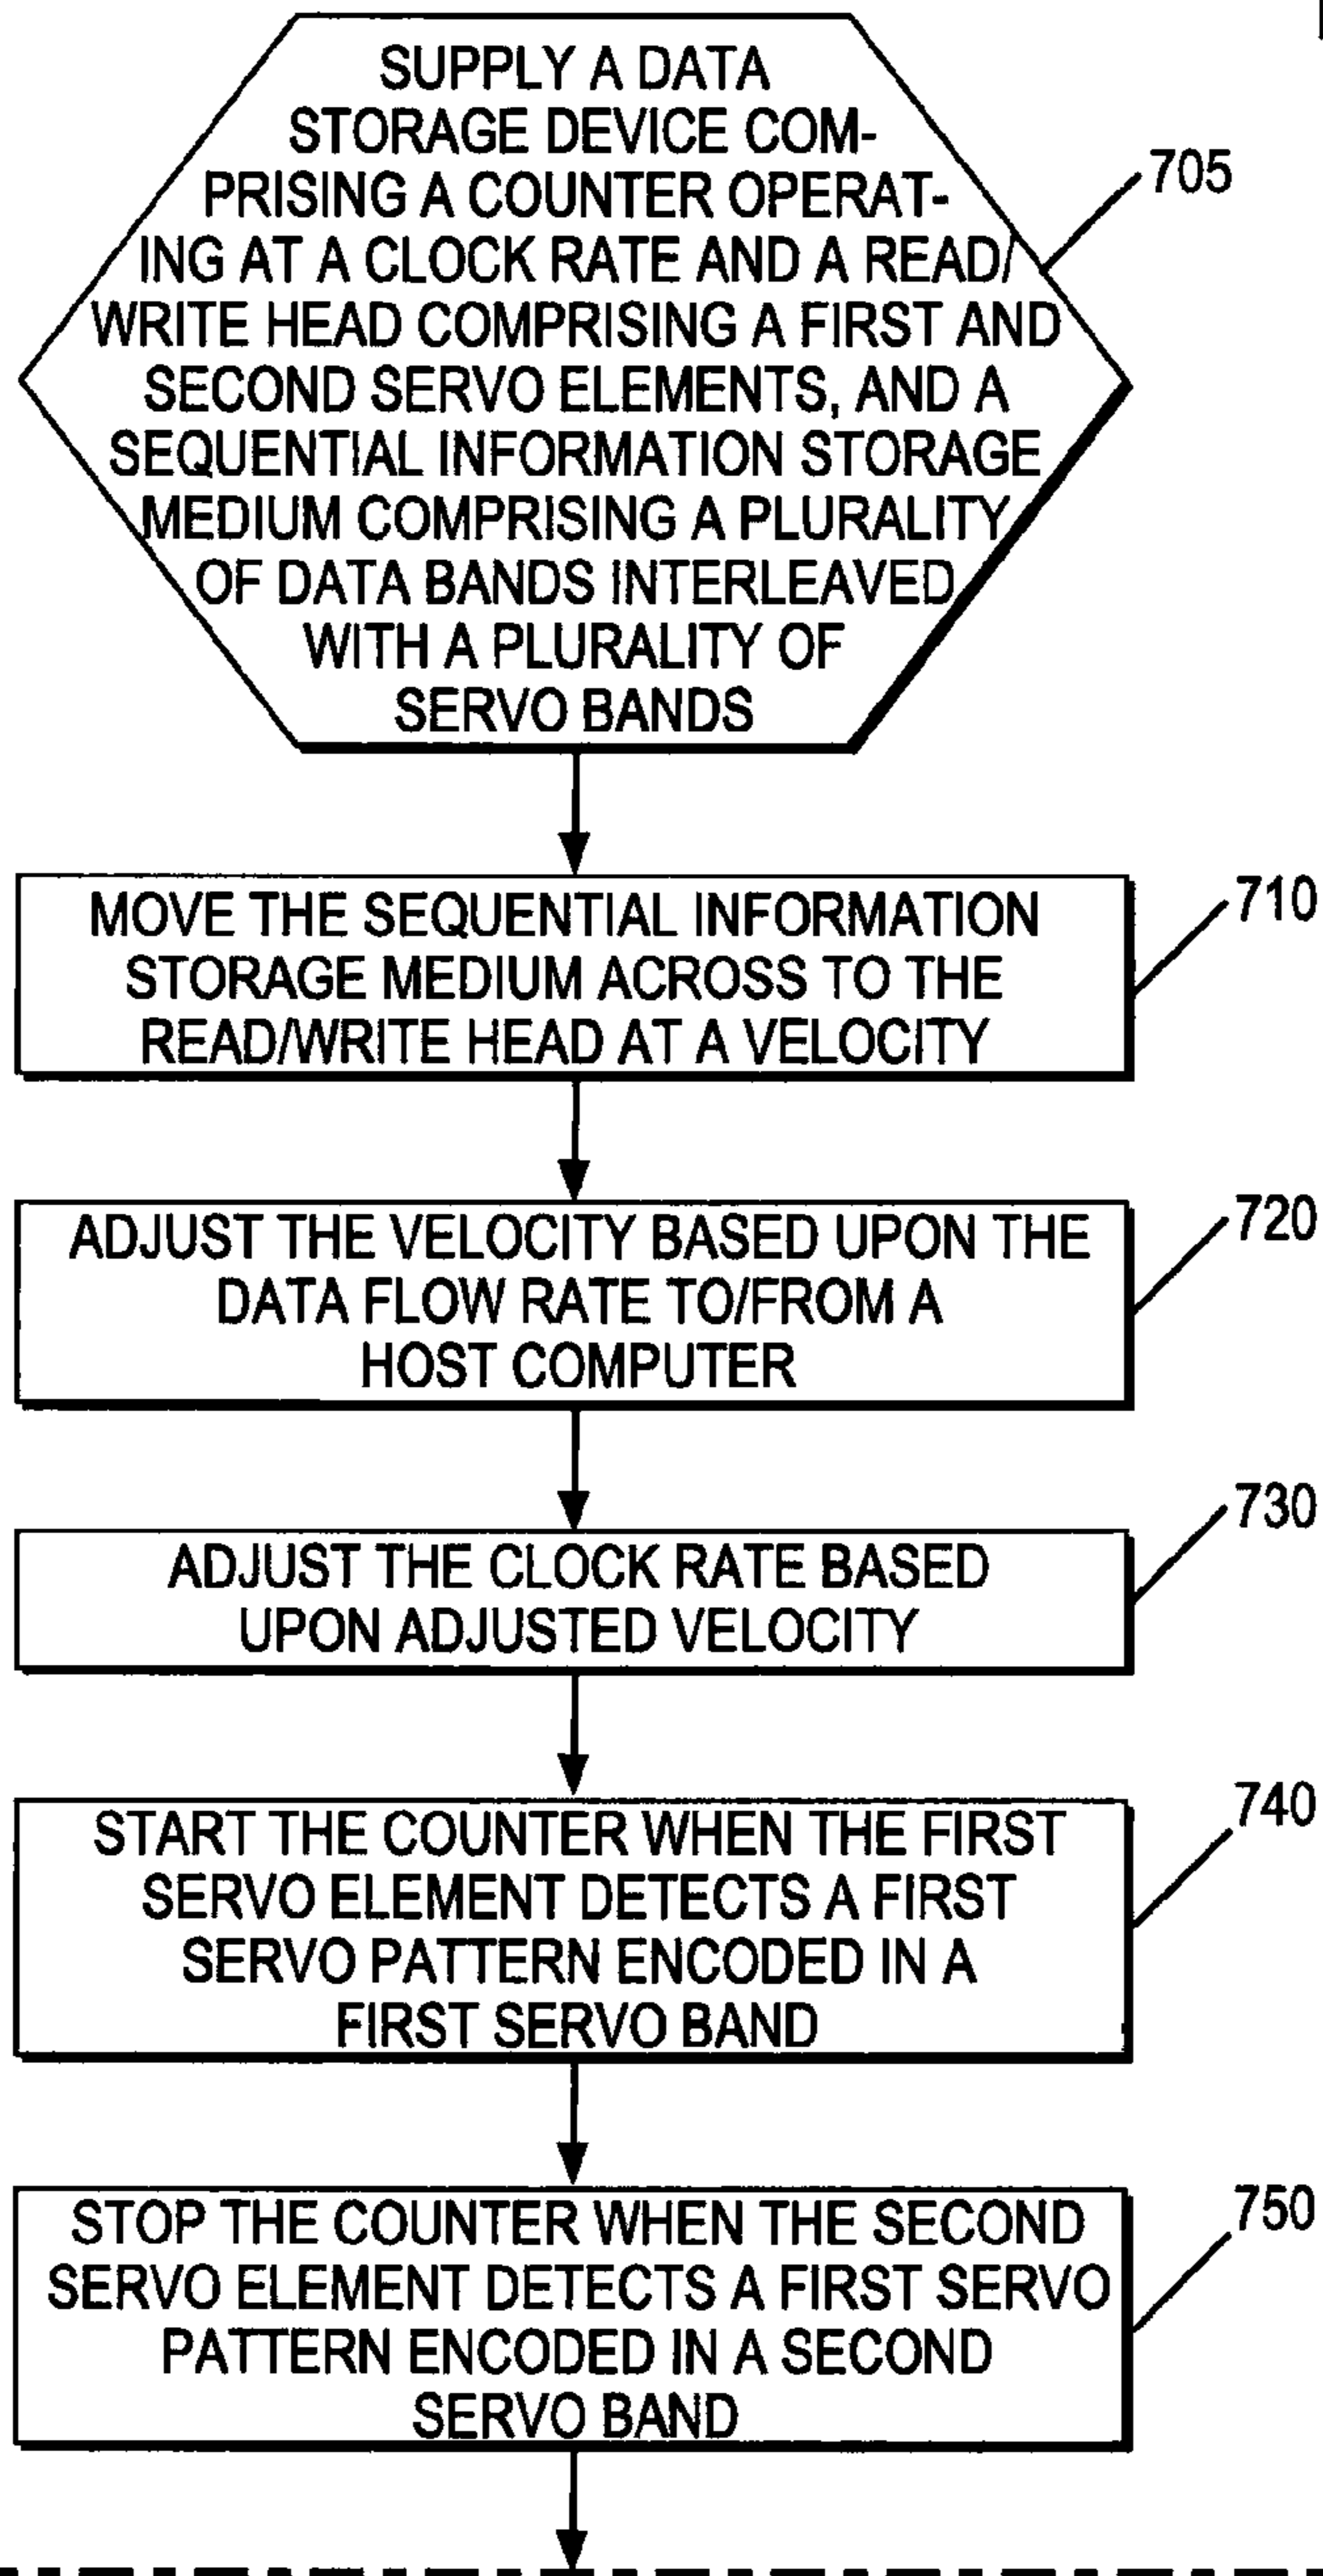 SUPPLY A DATA
STORAGE DEVICE COM-
PRISING A COUNTER OPERAT-
ING AT A CLOCK RATE AND A READ/
WRITE HEAD COMPRISING A FIRST AND
SECOND SERVO ELEMENTS, AND A
SEQUENTIAL INFORMATION STORAGE
MEDIUM COMPRISING A PLURALITY
OF DATA BANDS INTERLEAVED
WITH A PLURALITY OF
SERVO BANDS
705
MOVE THE SEQUENTIAL INFORMATION
STORAGE MEDIUM ACROSS TO THE
READ/WRITE HEAD AT A VELOCITY
710
ADJUST THE VELOCITY BASED UPON THE
DATA FLOW RATE TO/FROM A
HOST COMPUTER
720
ADJUST THE CLOCK RATE BASED
UPON ADJUSTED VELOCITY
730
START THE COUNTER WHEN THE FIRST
SERVO ELEMENT DETECTS A FIRST
SERVO PATTERN ENCODED IN A
FIRST SERVO BAND
740
STOP THE COUNTER WHEN THE SECOND
SERVO ELEMENT DETECTS A FIRST SERVO
PATTERN ENCODED IN A SECOND
SERVO BAND
750